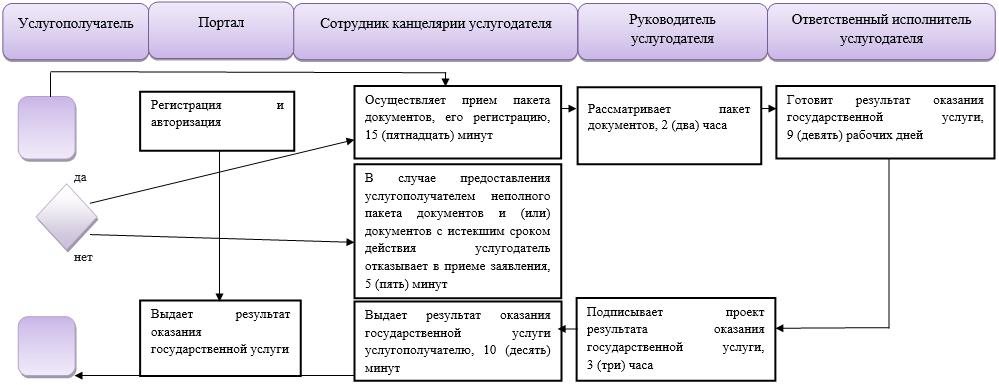 Услугополучатель
Портал
Сотрудник канцелярии услугодателя
Руководитель
услугодателя
Ответственный исполнитель
услугодателя
Регистрация и
авторизация
Осуществляет прием пакета
документов, его регистрацию,
15 (пятнадцать) минут
Рассматривает пакет
документов, 2 (два) часа
Готовит результат оказания
государственной услуги,
9 (девять) рабочих дней
да
нет
В случае предоставления
услугополучателем неполного
пакета документов и (или)
документов с истекшим сроком
действия услугодатель
отказывает в приеме заявления,
5 (пять) минут
Выдает результат
оказания
государственной услуги
Выдает результат оказания
государственной услуги
услугополучателю, 10 (десять)
минут
Подписывает проект
результата оказания
государственной услуги,
3 (три) часа